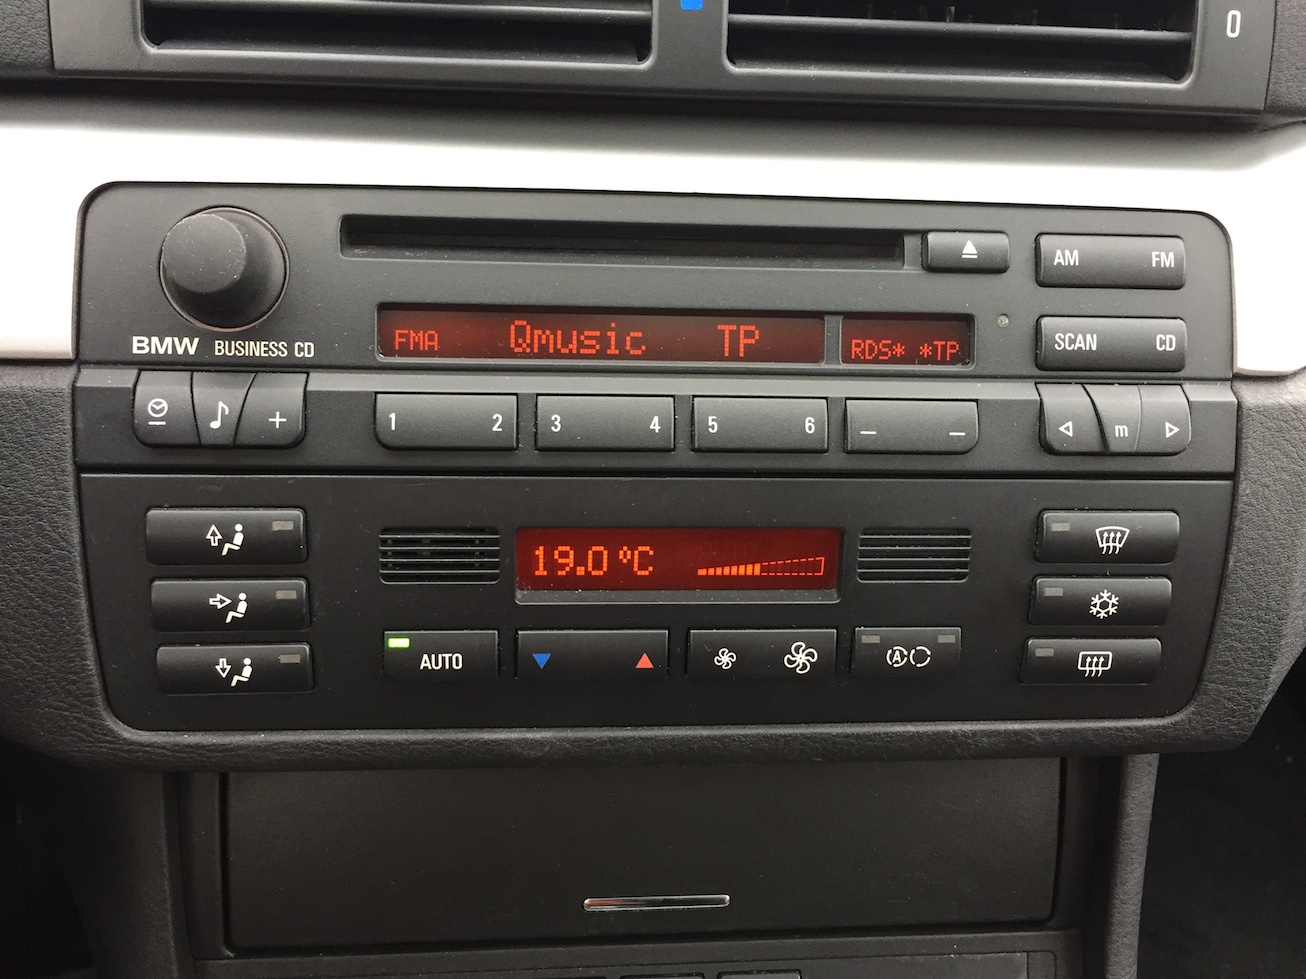 0
AM FM
FMA Qmusic TP RDS* *TP
BMW BUSINESS CD
SCAN CD
+ 1 2 3 4 5 6 — — m
19.0 ºC
AUTO A